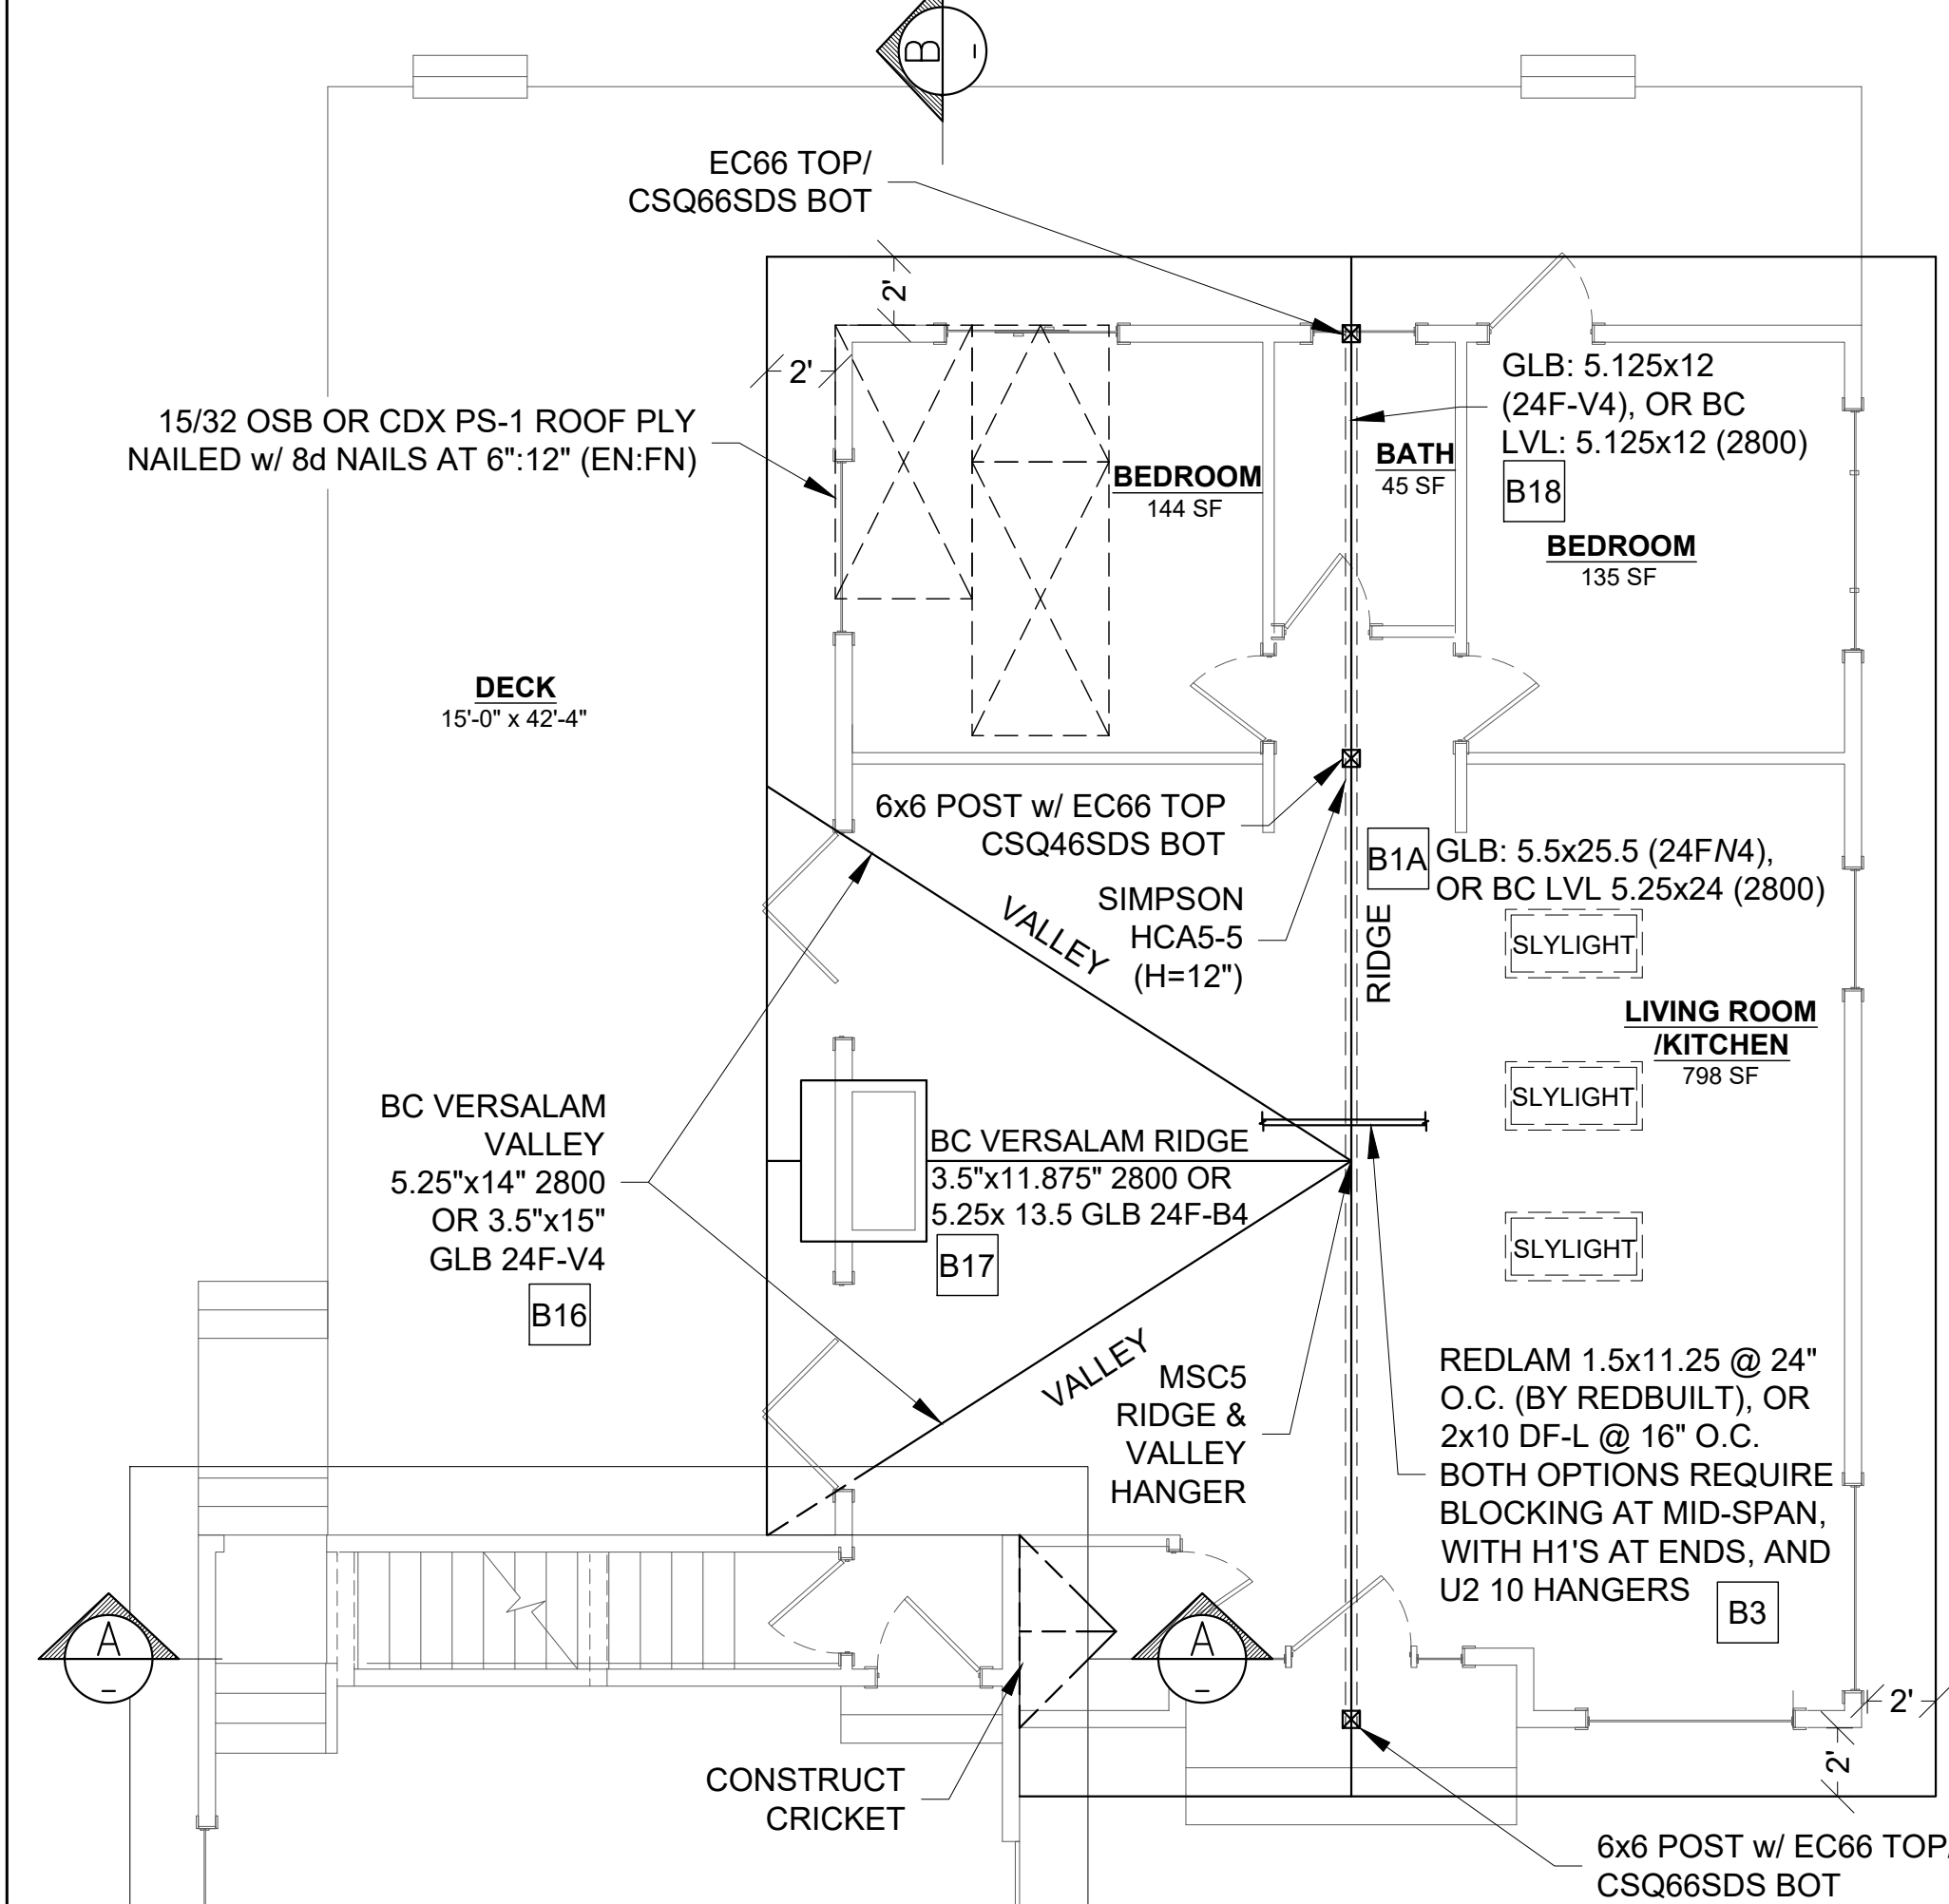 B
-
EC66 TOP/
CSQ66SDS BOT
2'
2'
15/32 OSB OR CDX PS-1 ROOF PLY
NAILED w/ 8d NAILS AT 6":12" (EN:FN)
GLB: 5.125x12
(24F-V4), OR BC
LVL: 5.125x12 (2800)
B18
BATH
45 SF
BEDROOM
144 SF
BEDROOM
135 SF
DECK
15'-0" x 42'-4"
6x6 POST w/ EC66 TOP
CSQ46SDS BOT
B1A
GLB: 5.5x25.5 (24FN4),
OR BC LVL 5.25x24 (2800)
SIMPSON
HCA5-5
(H=12")
VALLEY
RIDGE
SLYLIGHT
LIVING ROOM
/KITCHEN
798 SF
SLYLIGHT
SLYLIGHT
BC VERSALAM
VALLEY
5.25"x14" 2800
OR 3.5"x15"
GLB 24F-V4
B16
BC VERSALAM RIDGE
3.5"x11.875" 2800 OR
5.25x 13.5 GLB 24F-B4
B17
VALLEY
MSC5
RIDGE &
VALLEY
HANGER
REDLAM 1.5x11.25 @ 24"
O.C. (BY REDBUILT), OR
2x10 DF-L @ 16" O.C.
BOTH OPTIONS REQUIRE
BLOCKING AT MID-SPAN,
WITH H1'S AT ENDS, AND
U2 10 HANGERS
B3
A
-
A
-
2'
2'
CONSTRUCT
CRICKET
6x6 POST w/ EC66 TOP/
CSQ66SDS BOT